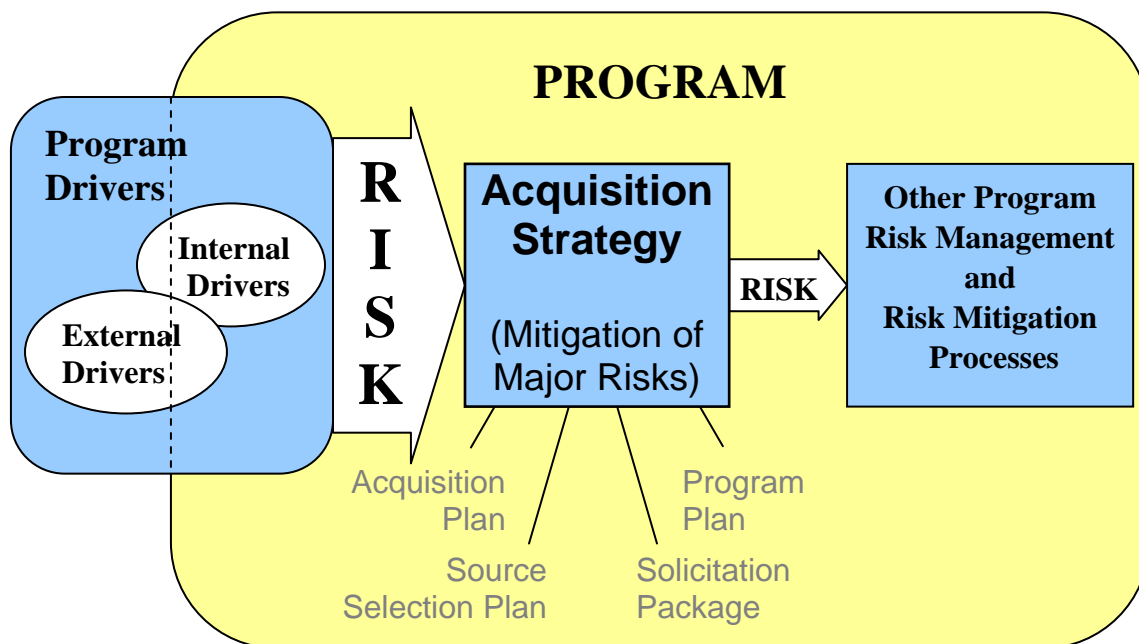 PROGRAM
Program
Drivers
Internal
Drivers
External
Drivers
R
I
S
K
Acquisition
Strategy
(Mitigation of
Major Risks)
RISK
Other Program
Risk Management
and
Risk Mitigation
Processes
Acquisition
Plan
Source
Selection Plan
Solicitation
Package
Program
Plan